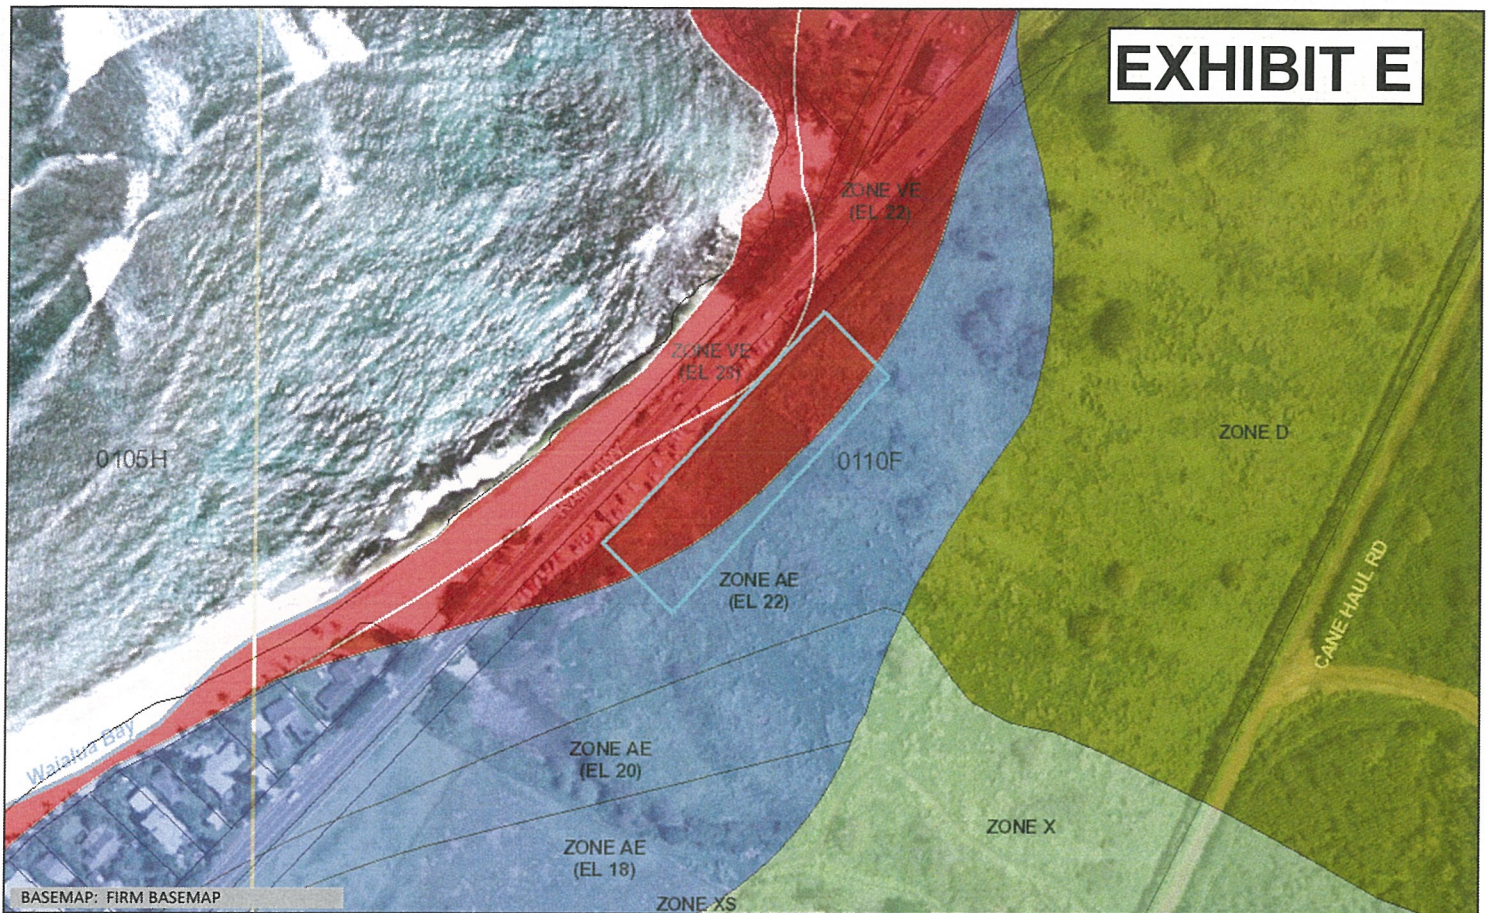 EXHIBIT E
ZONE VE
(EL 22)
ZONE VE
(EL 23)
ZONE D
0105H
0110F
ZONE AE
(EL 22)
CANE HAUL RD
Waialua Bay
ZONE AE
(EL 20)
ZONE X
ZONE AE
(EL 18)
BASEMAP: FIRM BASEMAP
ZONE XS